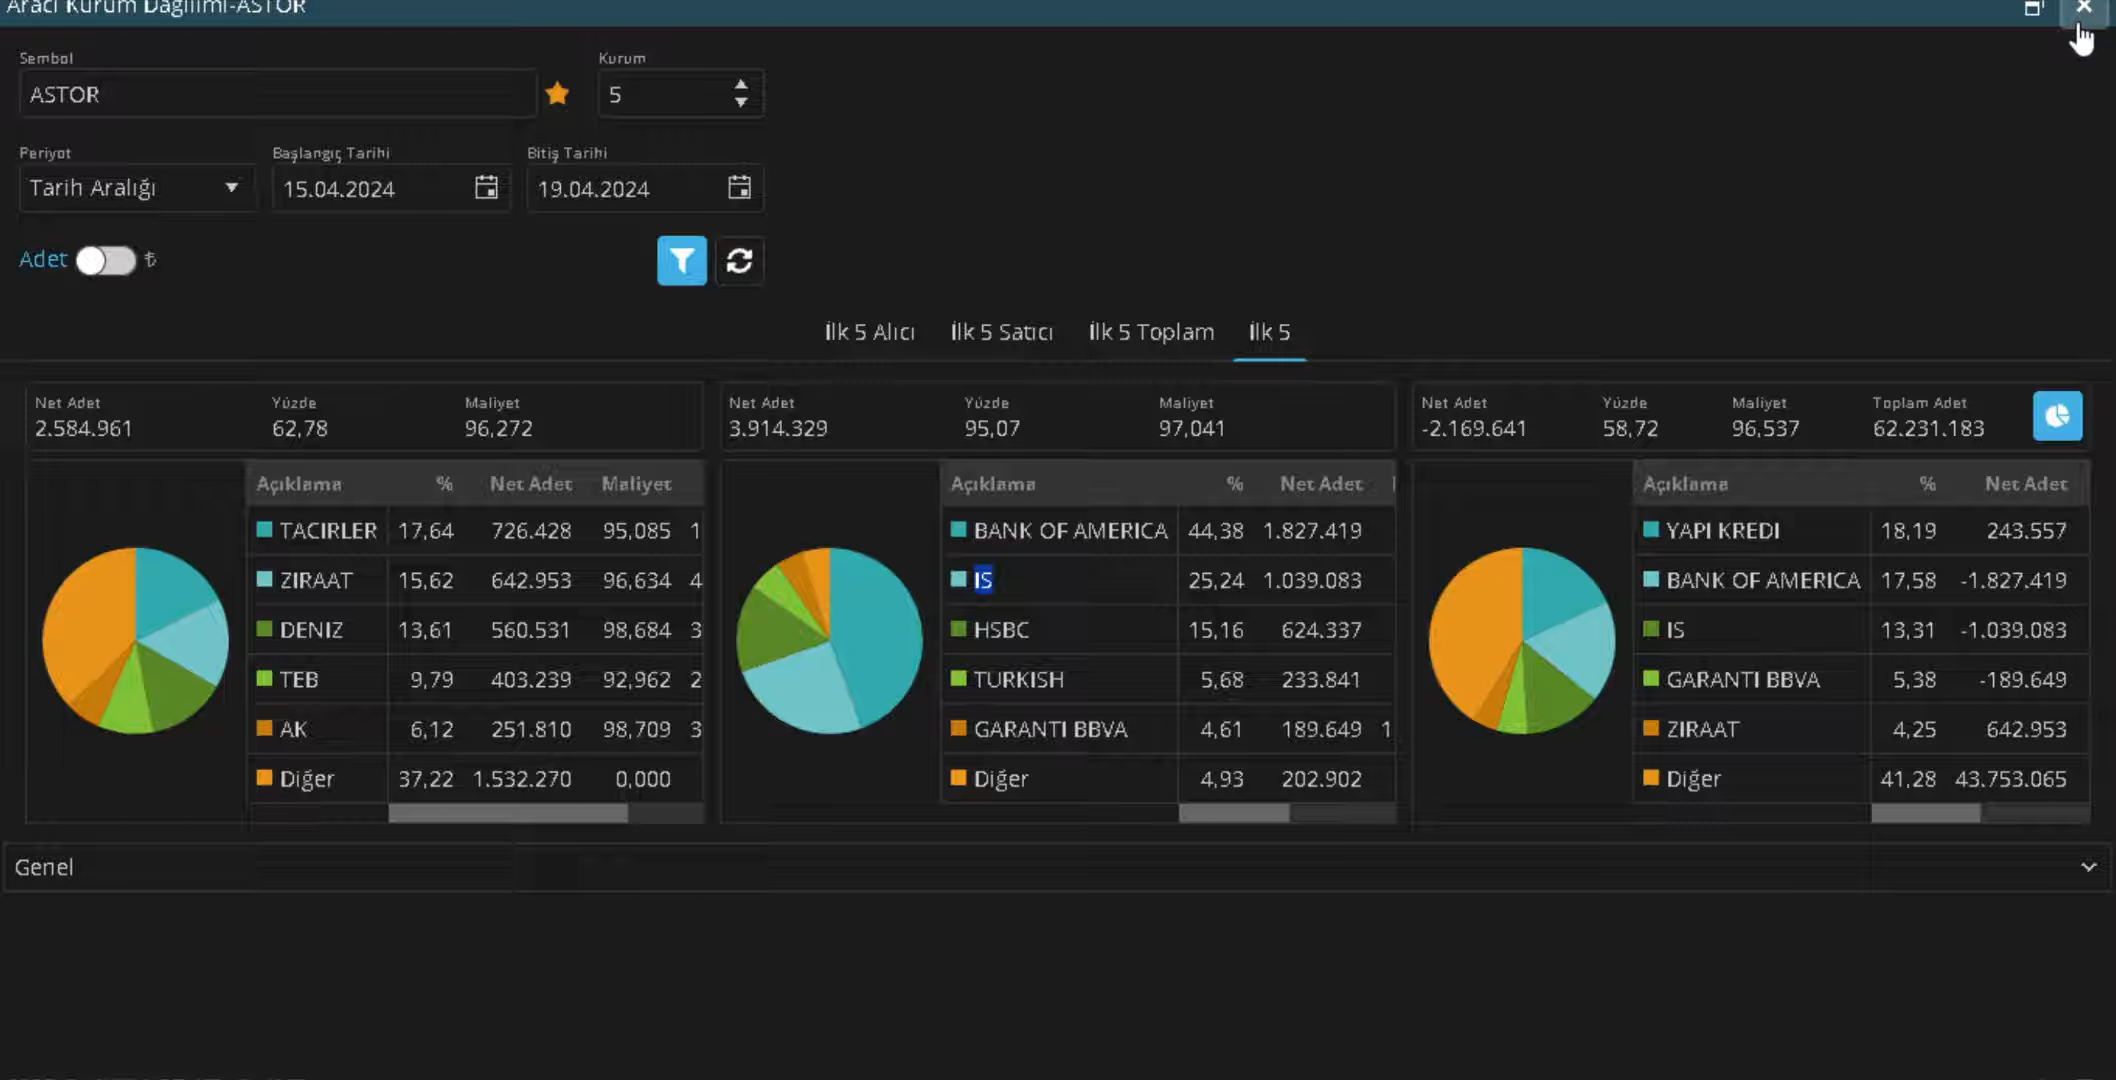 Aracı Kurum Dağılımı-ASTOR
Sembol
Kurum
ASTOR
5
Periyot
Başlangıç Tarihi
Bitiş Tarihi
Tarih Aralığı
15.04.2024
19.04.2024
Adet ₺
İlk 5 Alıcı İlk 5 Satıcı İlk 5 Toplam İlk 5
Net Adet Yüzde Maliyet
2.584.961 62,78 96,272
Açıklama % Net Adet Maliyet
TACIRLER 17,64 726.428 95,085 1
ZIRAAT 15,62 642.953 96,634 4
DENIZ 13,61 560.531 98,684 3
TEB 9,79 403.239 92,962 2
AK 6,12 251.810 98,709 3
Diğer 37,22 1.532.270 0,000
Net Adet Yüzde Maliyet
3.914.329 95,07 97,041
Açıklama % Net Adet
BANK OF AMERICA 44,38 1.827.419
IS 25,24 1.039.083
HSBC 15,16 624.337
TURKISH 5,68 233.841
GARANTI BBVA 4,61 189.649 1
Diğer 4,93 202.902
Net Adet Yüzde Maliyet Toplam Adet
-2.169.641 58,72 96,537 62.231.183
Açıklama % Net Adet
YAPI KREDI 18,19 243.557
BANK OF AMERICA 17,58 -1.827.419
IS 13,31 -1.039.083
GARANTI BBVA 5,38 -189.649
ZIRAAT 4,25 642.953
Diğer 41,28 43.753.065
Genel